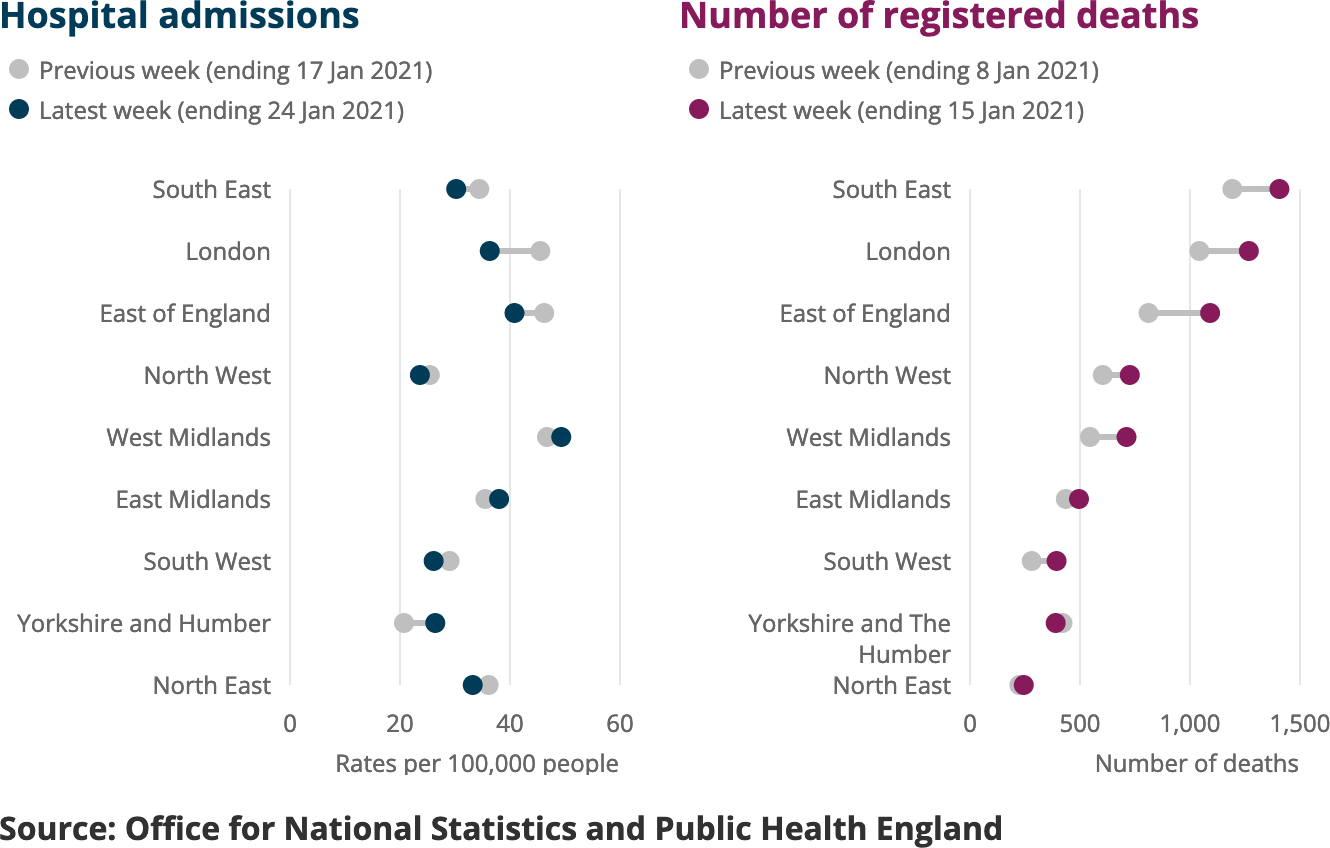 Hospital admissions
Previous week (ending 17 Jan 2021)
Latest week (ending 24 Jan 2021)
South East
London
East of England
North West
West Midlands
East Midlands
South West
Yorkshire and Humber
North East
0 20 40 60
Rates per 100,000 people
Number of registered deaths
Previous week (ending 8 Jan 2021)
Latest week (ending 15 Jan 2021)
South East
London
East of England
North West
West Midlands
East Midlands
South West
Yorkshire and The
Humber
North East
0 500 1,000 1,500
Number of deaths
Source: Office for National Statistics and Public Health England